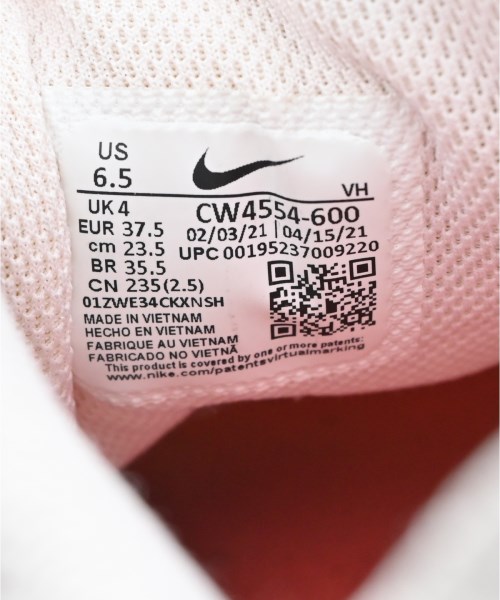 US
6.5
VH
UK 4
CW4554-600
EUR 37.5
02/03/21 | 04/15/21
cm 23.5
UPC 00195237009220
BR 35.5
CN 235(2.5)
01ZWE34CKXNSH
MADE IN VIETNAM
HECHO EN VIETNAM
FABRIQUE AU VIETNAM
FABRICADO NO VIETNÃ
This product is covered by one or more patents:
www.nike.com/patentsvirtualmarking